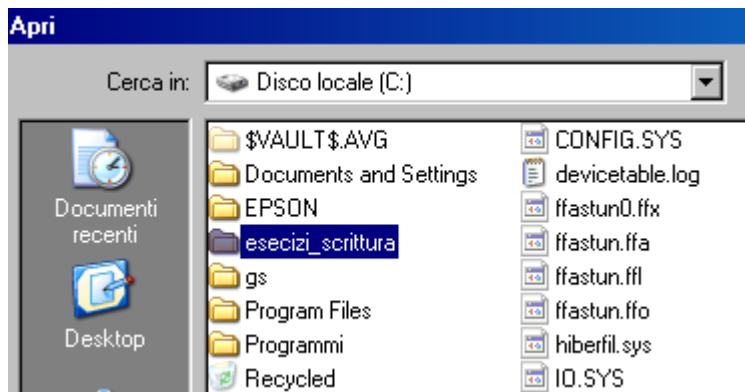 Apri
Cerca in: Disco locale (C:)
Documenti
recenti
Desktop
$VAULT$.AVG
Documents and Settings
EPSON
esecizi_scrittura
gs
Program Files
Programmi
Recycled
CONFIG.SYS
devicetable.log
ffastun0.ffx
ffastun.ffa
ffastun.ffl
ffastun.ffo
hiberfil.sys
IO.SYS